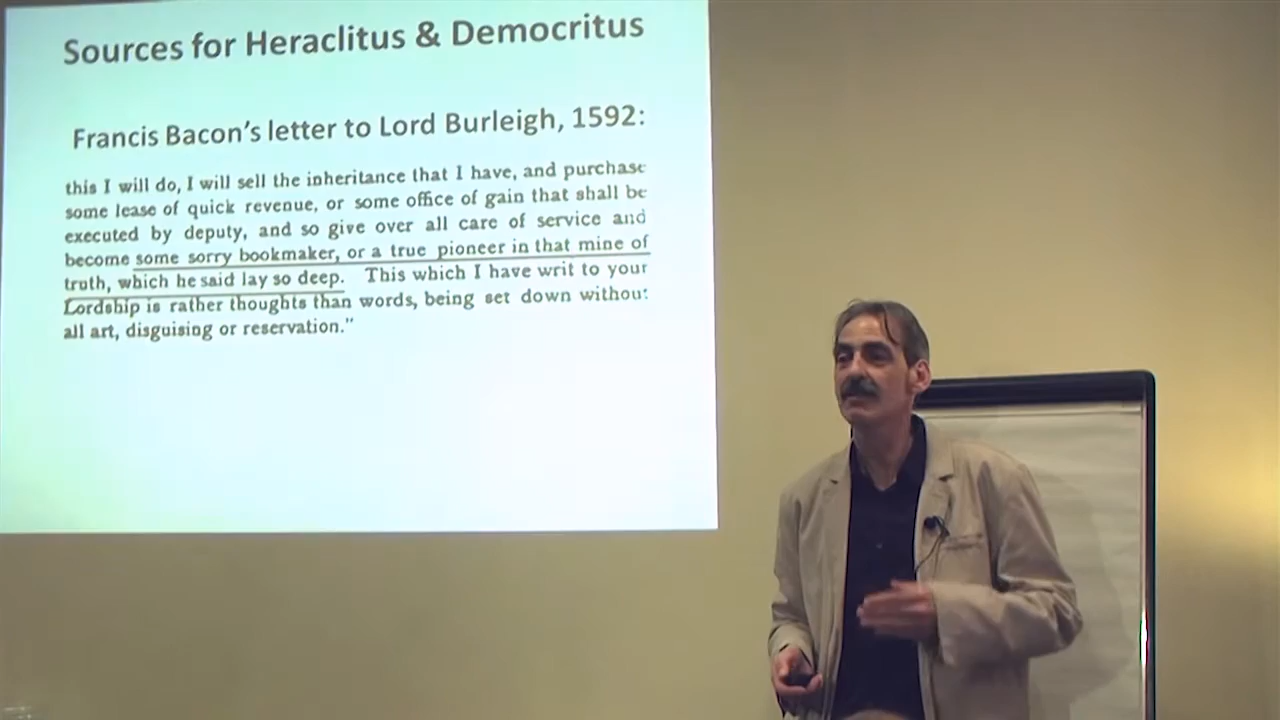 Sources for Heraclitus & Democritus
Francis Bacon's letter to Lord Burleigh, 1592:
this I will do, I will sell the inheritance that I have, and purchase
some lease of quick revenue, or some office of gain that shall be
executed by deputy, and so give over all care of service and
become some sorry bookmaker, or a true pioneer in that mine of
truth, which he said lay so deep. This which I have writ to your
Lordship is rather thoughts than words, being set down without
all art, disguising or reservation."